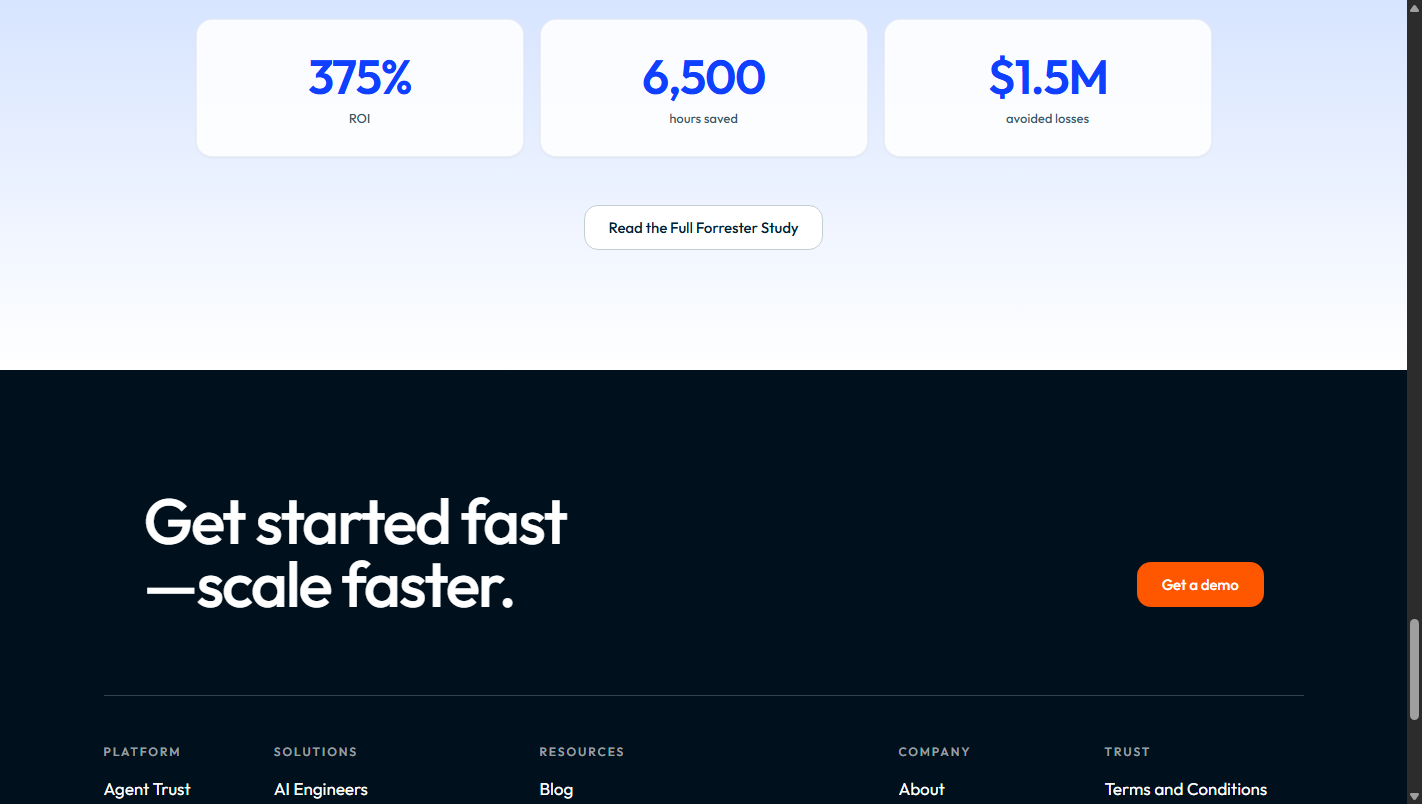 375%
ROI
6,500
hours saved
$1.5M
avoided losses
Read the Full Forrester Study
Get started fast
—scale faster.
Get a demo
PLATFORM
Agent Trust
SOLUTIONS
AI Engineers
RESOURCES
Blog
COMPANY
About
TRUST
Terms and Conditions